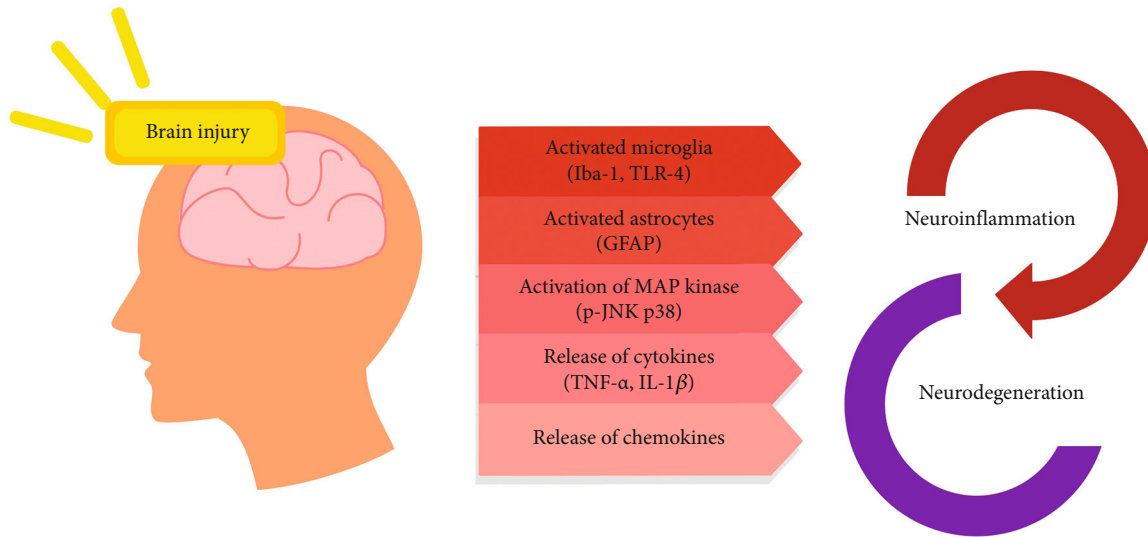 Brain injury
Activated microglia
(Iba-1, TLR-4)
Activated astrocytes
(GFAP)
Activation of MAP kinase
(p-JNK p38)
Release of cytokines
(TNF-α, IL-1β)
Release of chemokines
Neuroinflammation
Neurodegeneration